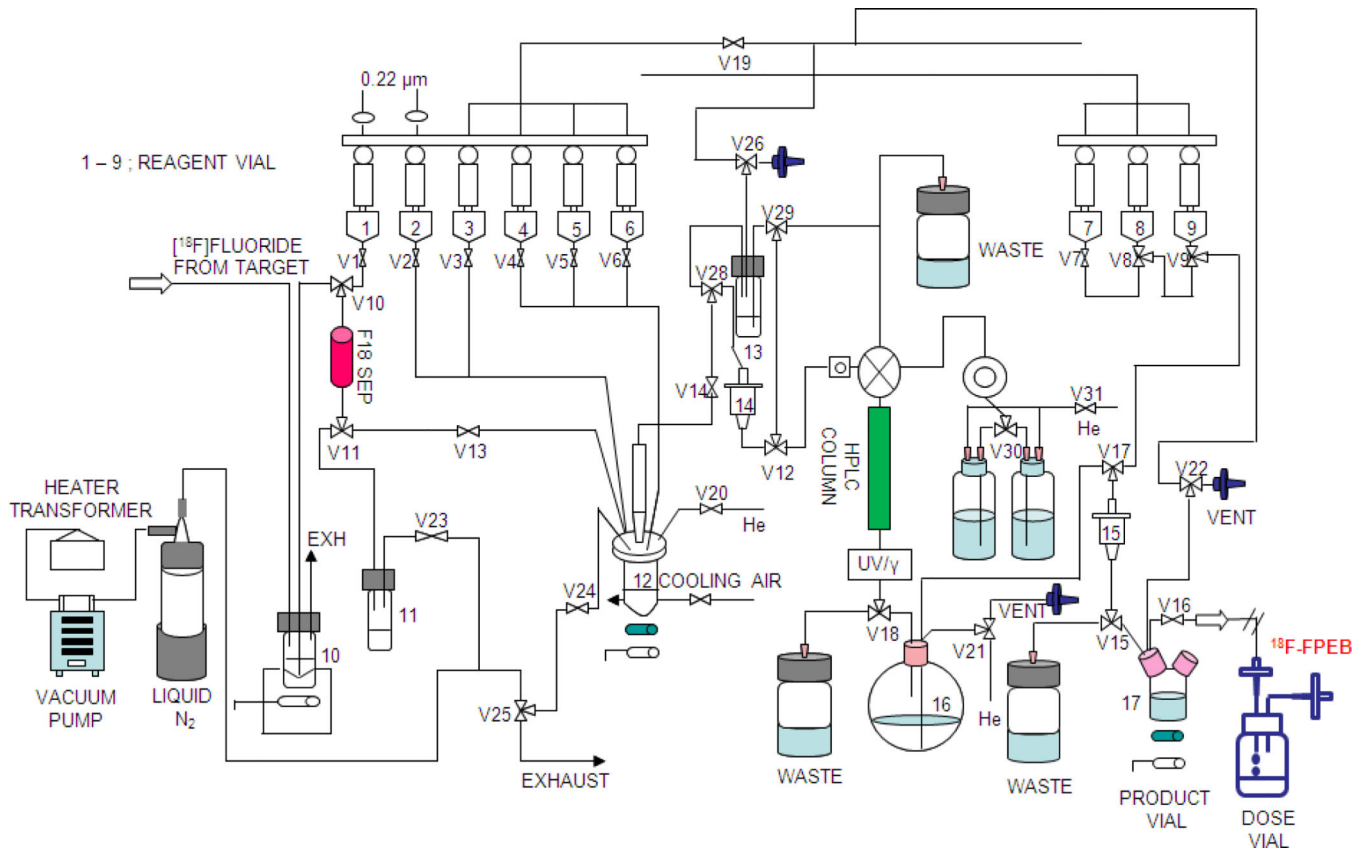 V19
0.22 µm
1 – 9 ; REAGENT VIAL
V26
1
2
3
4
5
6
7
8
9
[¹⁸F]FLUORIDE
FROM TARGET
V1
V2
V3
V4
V5
V6
V7
V8
V9
V10
V28
V29
WASTE
13
F18 SEP
V14
14
V31
He
V30
V11
V13
V12
HPLC
COLUMN
V17
V22
VENT
HEATER
TRANSFORMER
EXH
V23
V20
He
15
UV/γ
11
V24
12
COOLING AIR
V18
VENT
V21
V15
V16
¹⁸F-FPEB
10
VACUUM
PUMP
LIQUID
N₂
V25
16
He
17
EXHAUST
WASTE
WASTE
PRODUCT
VIAL
DOSE
VIAL